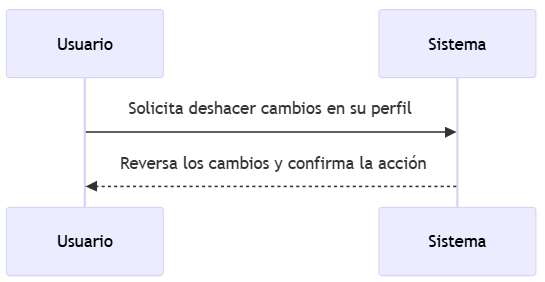 Usuario
Sistema
Solicita deshacer cambios en su perfil
Reversa los cambios y confirma la acción
Usuario
Sistema